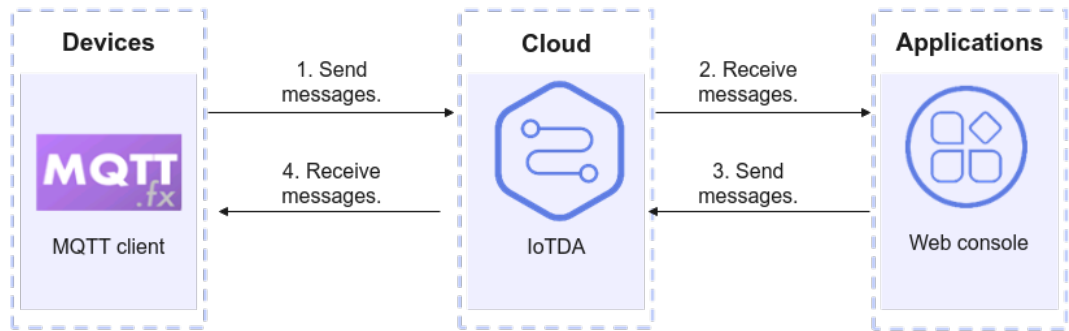 Devices
Cloud
Applications
1. Send
messages.
2. Receive
messages.
MQTT
.fx
4. Receive
messages.
3. Send
messages.
MQTT client
IoTDA
Web console